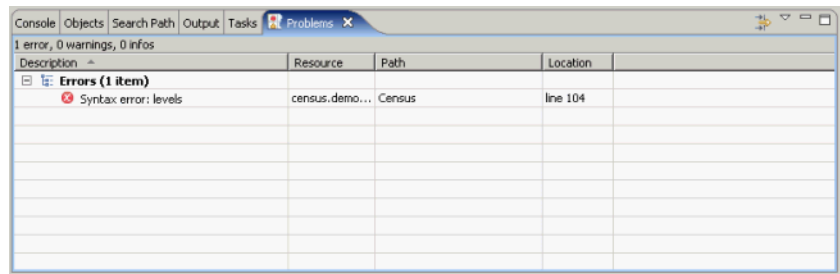 Console Objects Search Path Output Tasks Problems
1 error, 0 warnings, 0 infos
Description Resource Path Location
Errors (1 item)
Syntax error: levels census.demo... Census line 104